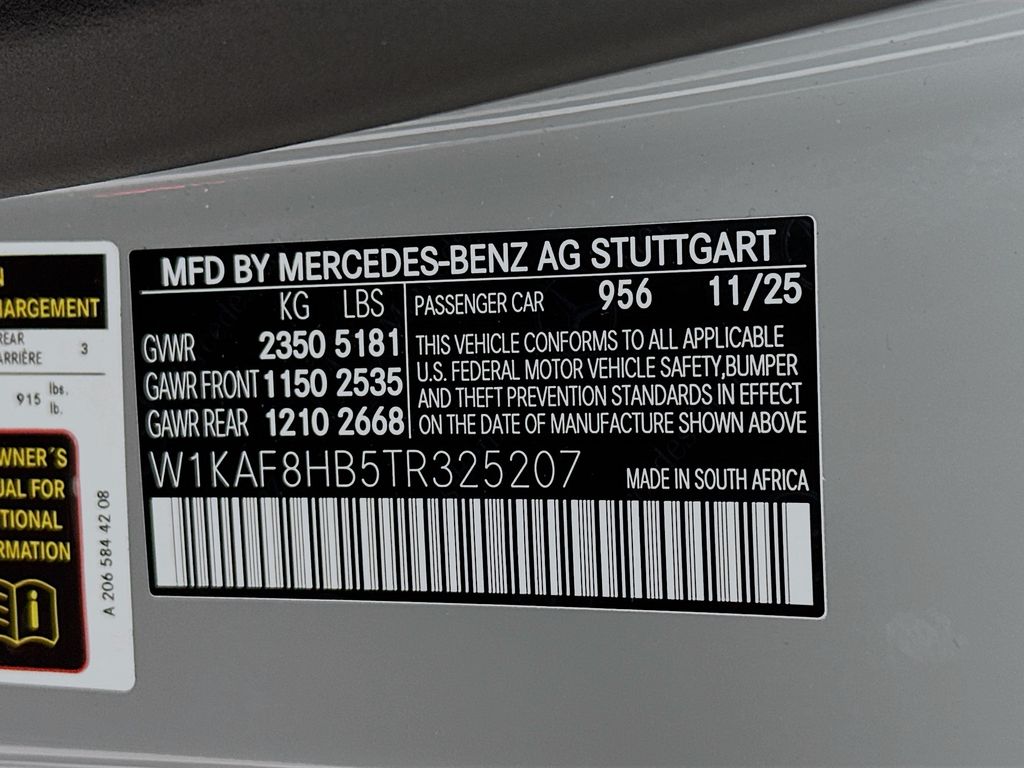 N
HARGEMENT
REAR
ARRIÈRE 3
915 lbs.
lb.
WNER´S
UAL FOR
TIONAL
ORMATION
i
A 206 584 42 08
MFD BY MERCEDES-BENZ AG STUTTGART
KG LBS
GVWR 2350 5181
GAWR FRONT 1150 2535
GAWR REAR 1210 2668
PASSENGER CAR 956 11/25
THIS VEHICLE CONFORMS TO ALL APPLICABLE
U.S. FEDERAL MOTOR VEHICLE SAFETY,BUMPER
AND THEFT PREVENTION STANDARDS IN EFFECT
ON THE DATE OF MANUFACTURE SHOWN ABOVE
W1KAF8HB5TR325207
MADE IN SOUTH AFRICA